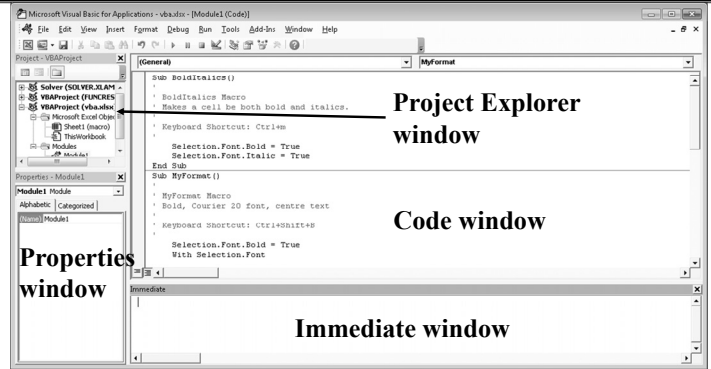 Microsoft Visual Basic for Applications - vba.xlsx - [Module1 (Code)]
File Edit View Insert Format Debug Run Tools Add-Ins Window Help
Project - VBAProject
(General) MyFormat
Solver (SOLVER.XLAM
VBAProject (FUNCRES
VBAProject (vba.xlsx
Microsoft Excel Objec
Sheet1 (macro)
ThisWorkbook
Modules
Module1
Sub BoldItalics()
'
' BoldItalics Macro
' Makes a cell be both bold and italics.
'
' Keyboard Shortcut: Ctrl+m
'
Selection.Font.Bold = True
Selection.Font.Italic = True
End Sub
Sub MyFormat()
'
' MyFormat Macro
' Bold, Courier 20 font, centre text
'
' Keyboard Shortcut: Ctrl+Shift+B
'
Selection.Font.Bold = True
With Selection.Font
Project Explorer
window
Code window
Properties - Module1
Module1 Module
Alphabetic Categorized
(Name) Module1
Properties
window
Immediate
Immediate window